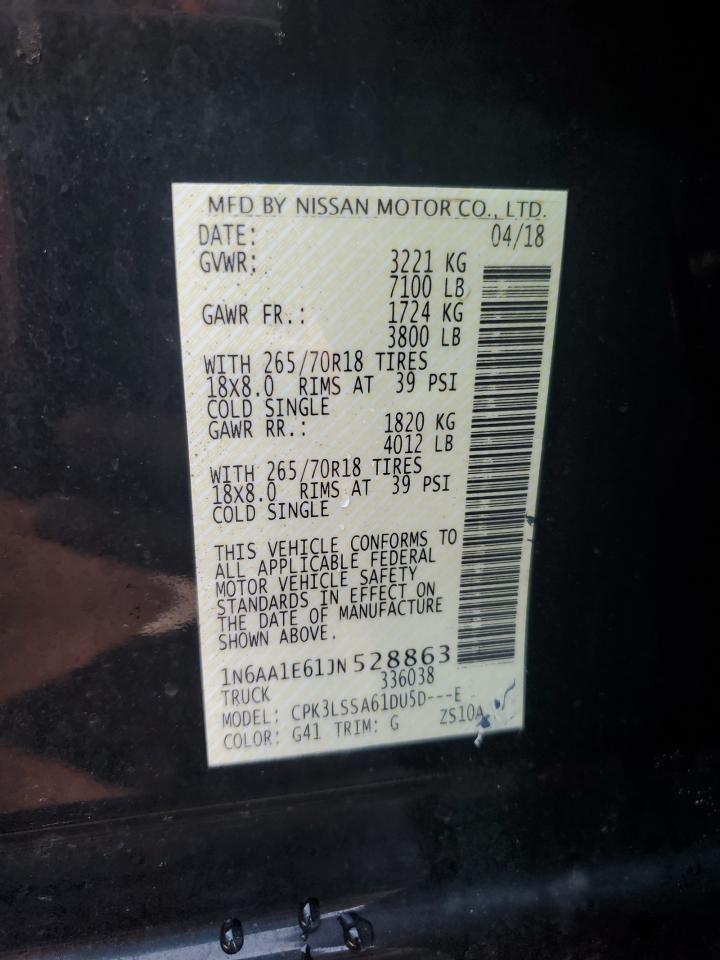 MFD BY NISSAN MOTOR CO., LTD.
DATE: 04/18
GVWR: 3221 KG
7100 LB
GAWR FR.: 1724 KG
3800 LB
WITH 265/70R18 TIRES
18X8.0 RIMS AT 39 PSI
COLD SINGLE
GAWR RR.: 1820 KG
4012 LB
WITH 265/70R18 TIRES
18X8.0 RIMS AT 39 PSI
COLD SINGLE
THIS VEHICLE CONFORMS TO
ALL APPLICABLE FEDERAL
MOTOR VEHICLE SAFETY
STANDARDS IN EFFECT ON
THE DATE OF MANUFACTURE
SHOWN ABOVE.
1N6AA1E61JN528863
TRUCK 336038
MODEL: CPK3LSSA61DU5D---E
COLOR: G41 TRIM: G ZS10A